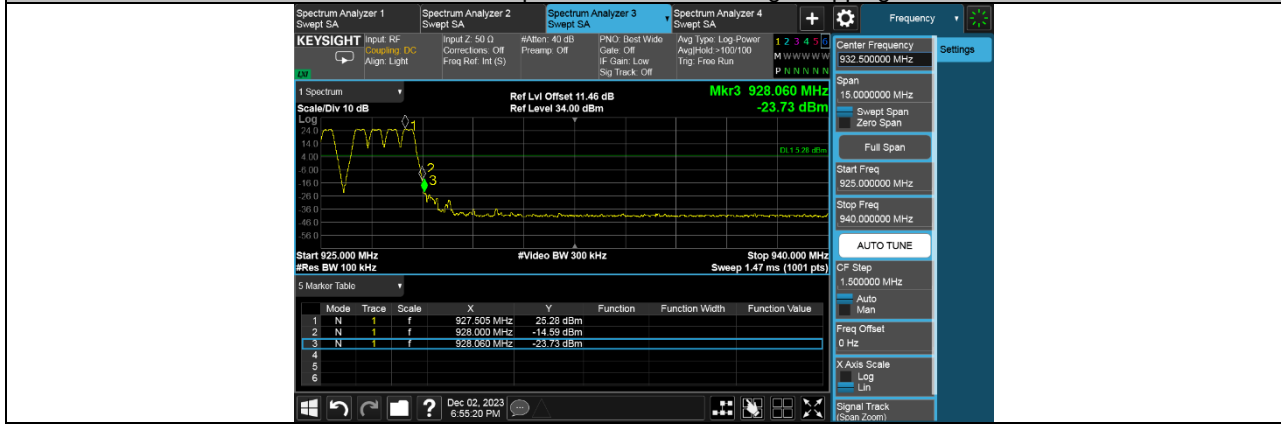 Spectrum Analyzer 1
Swept SA
Spectrum Analyzer 2
Swept SA
Spectrum Analyzer 3
Swept SA
Spectrum Analyzer 4
Swept SA
+
Frequency
KEYSIGHT
Input: RF
Coupling: DC
Align: Light
Input Z: 50 Ω
Corrections: Off
Freq Ref: Int (S)
#Atten: 40 dB
Preamp: Off
PNO: Best Wide
Gate: Off
IF Gain: Low
Sig Track: Off
Avg Type: Log-Power
Avg|Hold:>100/100
Trig: Free Run
1 2 3 4 5 6
M W W W W W
P N N N N N
LXI
1 Spectrum
Scale/Div 10 dB
Ref Lvl Offset 11.46 dB
Ref Level 34.00 dBm
Mkr3 928.060 MHz
-23.73 dBm
Log
24.0
14.0
4.00
-6.00
-16.0
-26.0
-36.0
-46.0
-56.0
1
2
3
DL1 5.28 dBm
Start 925.000 MHz
#Res BW 100 kHz
#Video BW 300 kHz
Stop 940.000 MHz
Sweep 1.47 ms (1001 pts)
5 Marker Table
Mode Trace Scale X Y Function Function Width Function Value
1 N 1 f 927.505 MHz 25.28 dBm
2 N 1 f 928.000 MHz -14.59 dBm
3 N 1 f 928.060 MHz -23.73 dBm
4
5
6
?
Dec 02, 2023
6:55:20 PM
Center Frequency
932.500000 MHz
Settings
Span
15.0000000 MHz
Swept Span
Zero Span
Full Span
Start Freq
925.000000 MHz
Stop Freq
940.000000 MHz
AUTO TUNE
CF Step
1.500000 MHz
Auto
Man
Freq Offset
0 Hz
X Axis Scale
Log
Lin
Signal Track
(Span Zoom)